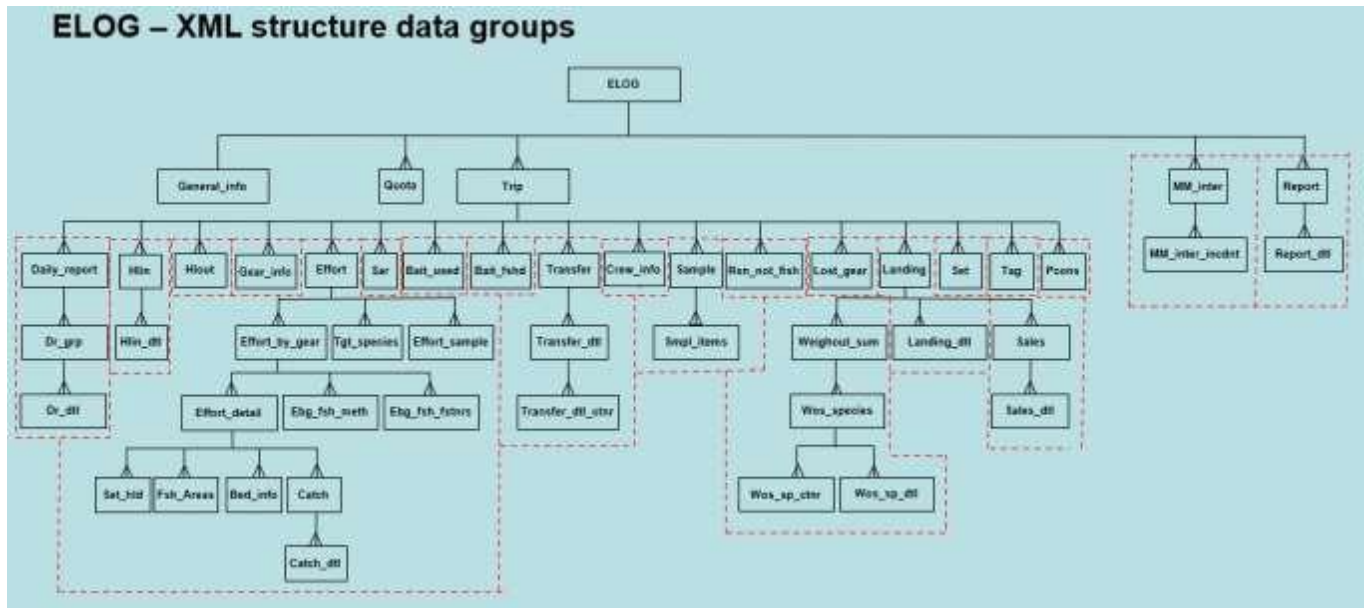 ELOG – XML structure data groups
ELOG
General_info Quota Trip MM_inter Report
Daily_report Hlin Hlout Gear_info Effort Sar Bait_used Bait_fshd Transfer Crew_info Sample Rsn_not_fish Lost_gear Landing Set Tag MM_inter_incdnt Report_dtl
Dr_grp Hlin_dtl Effort_by_gear Tgt_species Effort_sample Transfer_dtl Smpl_items Weighout_sum Landing_dtl Sales
Dr_dtl Effort_detail Ebg_fsh_meth Ebg_fsh_fstnrs Transfer_dtl_ctnr Wos_species Sales_dtl
Set_hld Fsh_Areas Bed_info Catch Wos_sp_ctnr Wos_sp_dtl
Catch_dtl